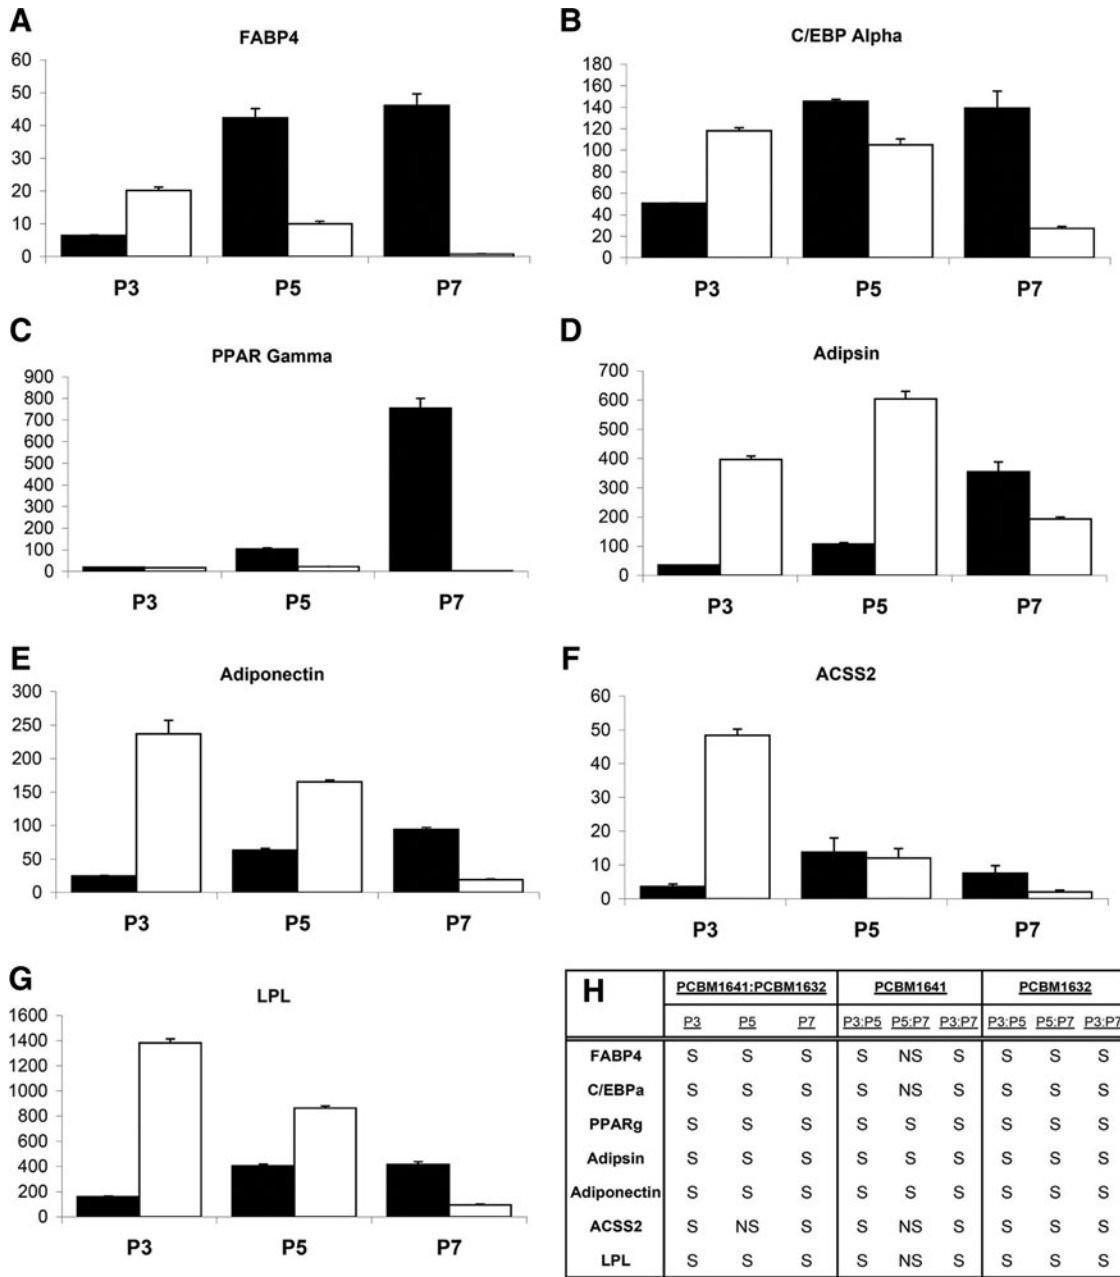 A
FABP4
60
50
40
30
20
10
0
P3 P5 P7
B
C/EBP Alpha
180
160
140
120
100
80
60
40
20
0
P3 P5 P7
C
PPAR Gamma
900
800
700
600
500
400
300
200
100
0
P3 P5 P7
D
Adipsin
700
600
500
400
300
200
100
0
P3 P5 P7
E
Adiponectin
300
250
200
150
100
50
0
P3 P5 P7
F
ACSS2
60
50
40
30
20
10
0
P3 P5 P7
G
LPL
1600
1400
1200
1000
800
600
400
200
0
P3 P5 P7
H PCBM1641:PCBM1632 PCBM1641 PCBM1632
P3 P5 P7 P3:P5 P5:P7 P3:P7 P3:P5 P5:P7 P3:P7
FABP4 S S S S NS S S S S
C/EBPa S S S S NS S S S S
PPARg S S S S S S S S S
Adipsin S S S S S S S S S
Adiponectin S S S S S S S S S
ACSS2 S NS S S NS S S S S
LPL S S S S NS S S S S